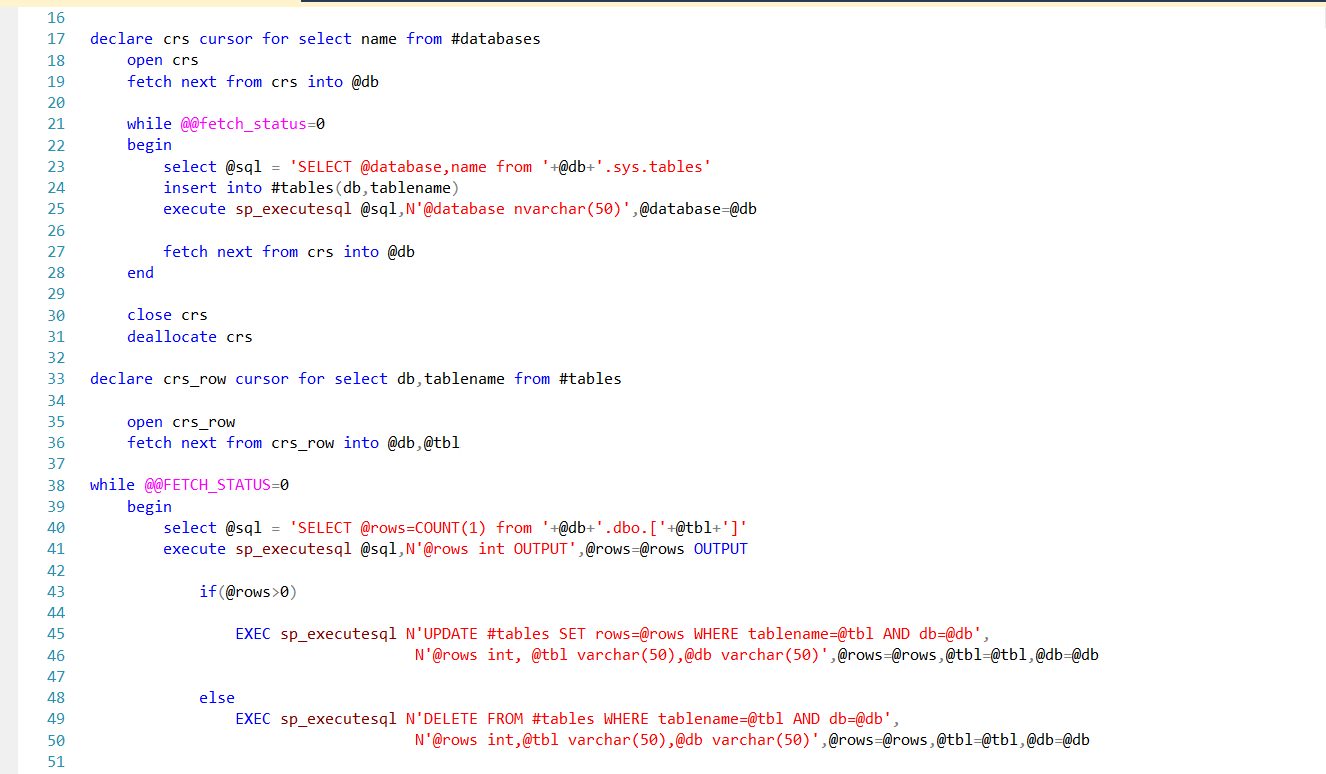 16
17 declare crs cursor for select name from #databases
18 open crs
19 fetch next from crs into @db
20
21 while @@fetch_status=0
22 begin
23 select @sql = 'SELECT @database,name from '+@db+'.sys.tables'
24 insert into #tables(db,tablename)
25 execute sp_executesql @sql,N'@database nvarchar(50)',@database=@db
26
27 fetch next from crs into @db
28 end
29
30 close crs
31 deallocate crs
32
33 declare crs_row cursor for select db,tablename from #tables
34
35 open crs_row
36 fetch next from crs_row into @db,@tbl
37
38 while @@FETCH_STATUS=0
39 begin
40 select @sql = 'SELECT @rows=COUNT(1) from '+@db+'.dbo.['+@tbl+']'
41 execute sp_executesql @sql,N'@rows int OUTPUT',@rows=@rows OUTPUT
42
43 if(@rows>0)
44
45 EXEC sp_executesql N'UPDATE #tables SET rows=@rows WHERE tablename=@tbl AND db=@db',
46 N'@rows int, @tbl varchar(50),@db varchar(50)',@rows=@rows,@tbl=@tbl,@db=@db
47
48 else
49 EXEC sp_executesql N'DELETE FROM #tables WHERE tablename=@tbl AND db=@db',
50 N'@rows int,@tbl varchar(50),@db varchar(50)',@rows=@rows,@tbl=@tbl,@db=@db
51